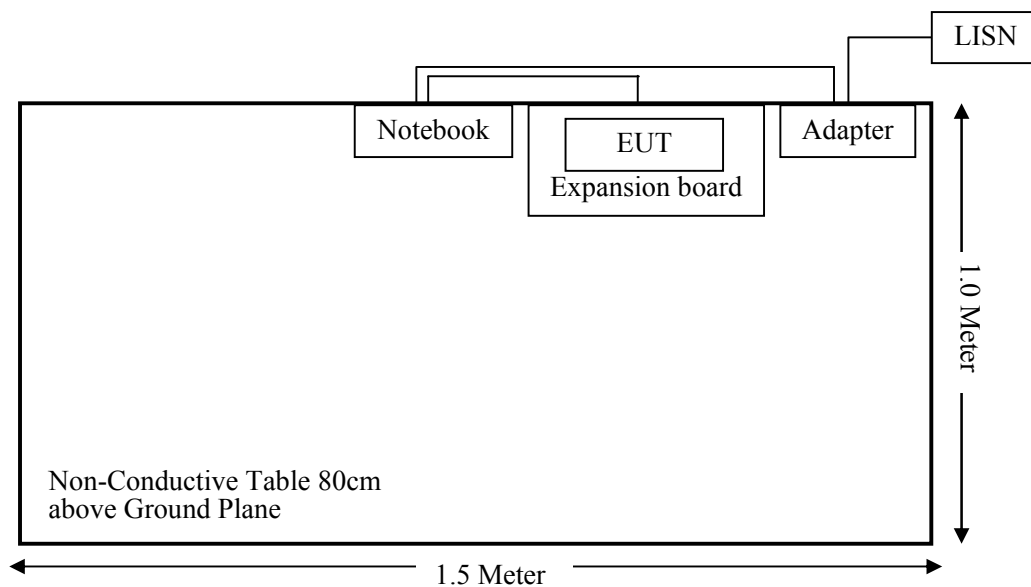 LISN
Notebook
EUT
Adapter
Expansion board
1.0 Meter
Non-Conductive Table 80cm
above Ground Plane
1.5 Meter